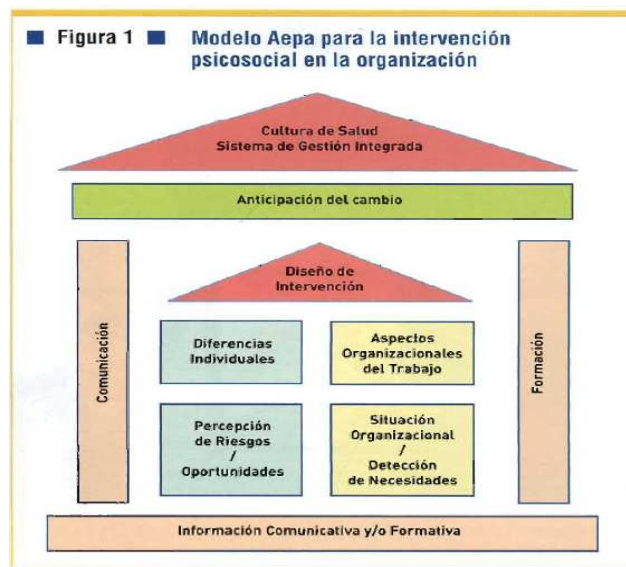 Figura 1
Modelo Aepa para la intervención
psicosocial en la organización
Cultura de Salud
Sistema de Gestión Integrada
Anticipación del cambio
Comunicación
Diseño de
Intervención
Formación
Diferencias
Individuales
Aspectos
Organizacionales
del Trabajo
Percepción
de Riesgos
/
Oportunidades
Situación
Organizacional
/
Detección
de Necesidades
Información Comunicativa y/o Formativa